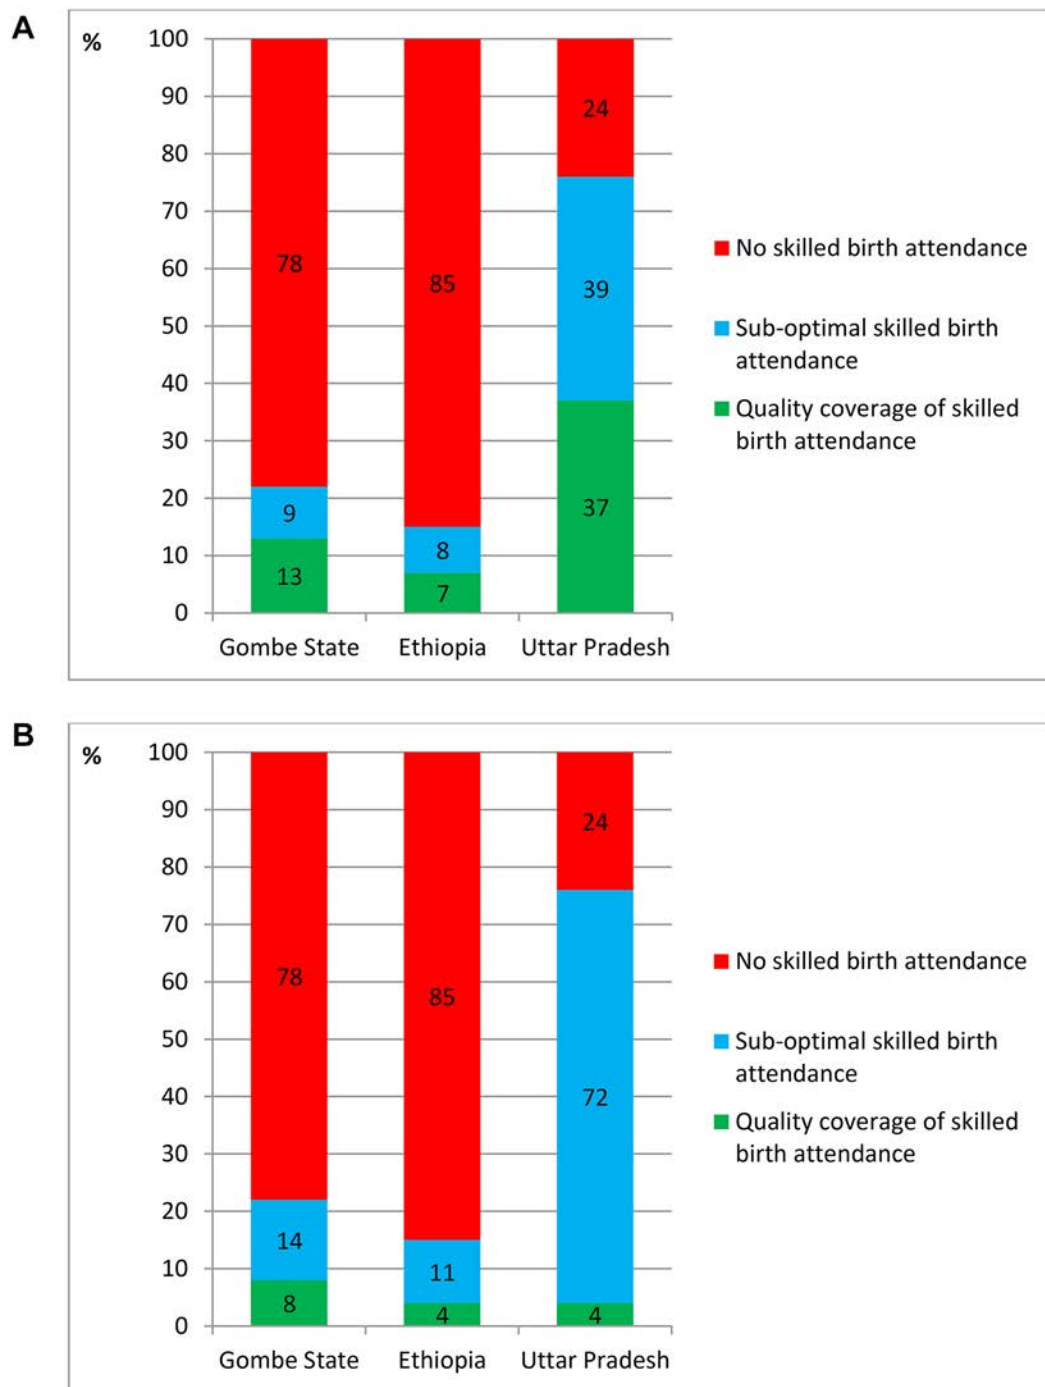 A
%
100
90
80
70
60
50
40
30
20
10
0
78
9
13
85
8
7
24
39
37
Gombe State
Ethiopia
Uttar Pradesh
No skilled birth attendance
Sub-optimal skilled birth
attendance
Quality coverage of skilled
birth attendance
B
%
100
90
80
70
60
50
40
30
20
10
0
78
14
8
85
11
4
24
72
4
Gombe State
Ethiopia
Uttar Pradesh
No skilled birth attendance
Sub-optimal skilled birth
attendance
Quality coverage of skilled
birth attendance